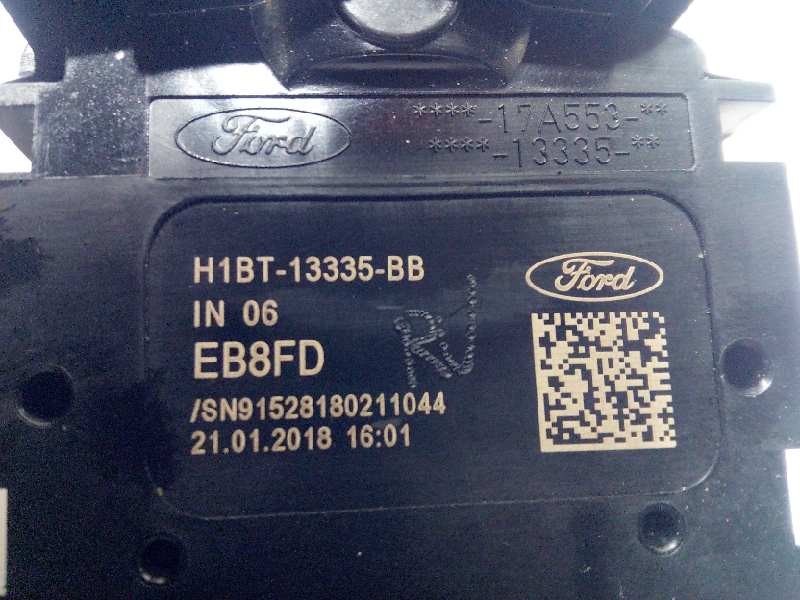 Ford
****-17A553-**
****-13335-**
H1BT-13335-BB
Ford
IN 06
EB8FD
/SN91528180211044
21.01.2018 16:01